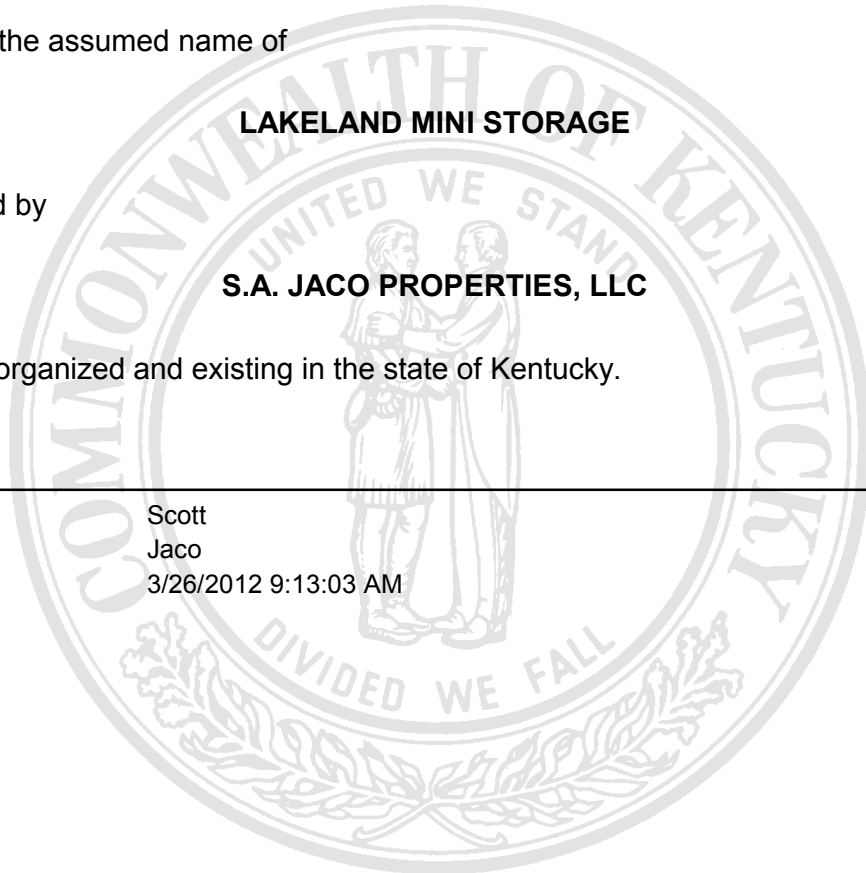 the assumed name of
LAKELAND MINI STORAGE
d by
S.A. JACO PROPERTIES, LLC
organized and existing in the state of Kentucky.
Scott
Jaco
3/26/2012 9:13:03 AM
COMMONWEALTH OF KENTUCKY
UNITED WE STAND
DIVIDED WE FALL